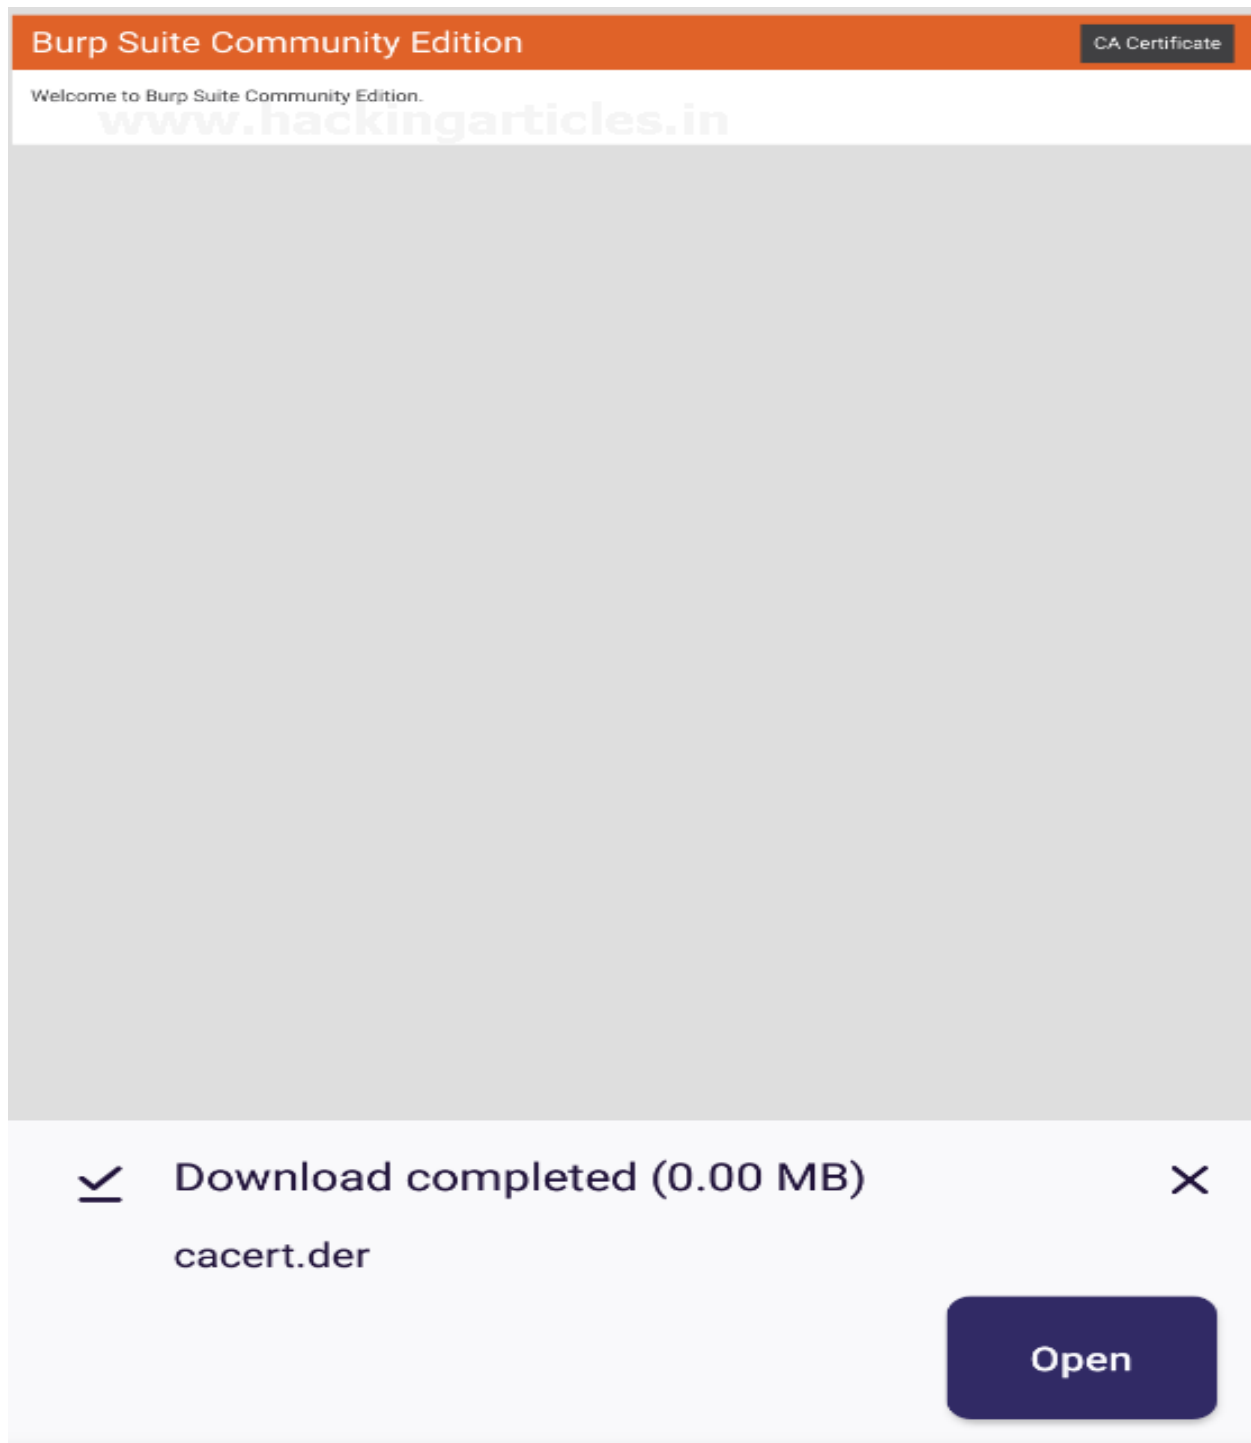 Burp Suite Community Edition
CA Certificate
Welcome to Burp Suite Community Edition.
www.hackingarticles.in
Download completed (0.00 MB)
cacert.der
Open